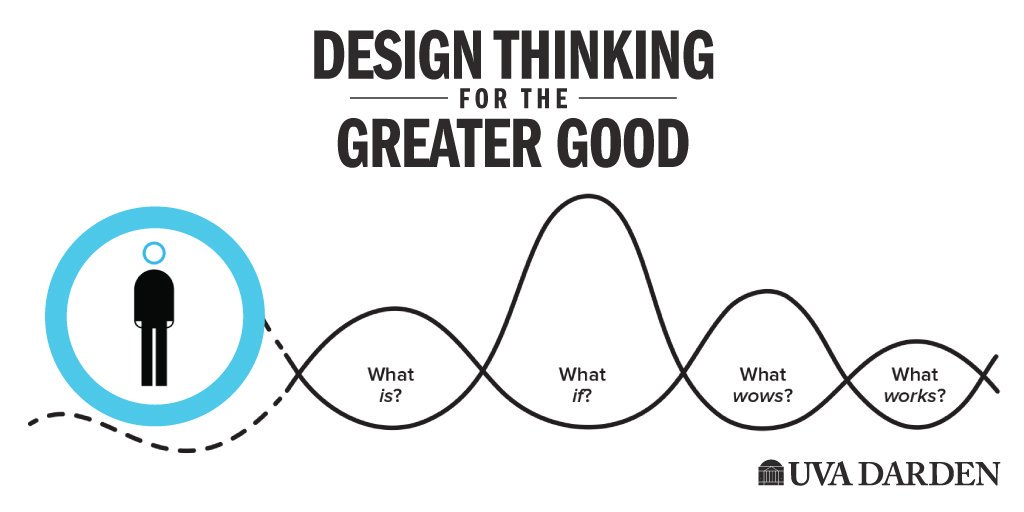 DESIGN THINKING
FOR THE
GREATER GOOD
What
is?
What
if?
What
wows?
What
works?
UVA DARDEN